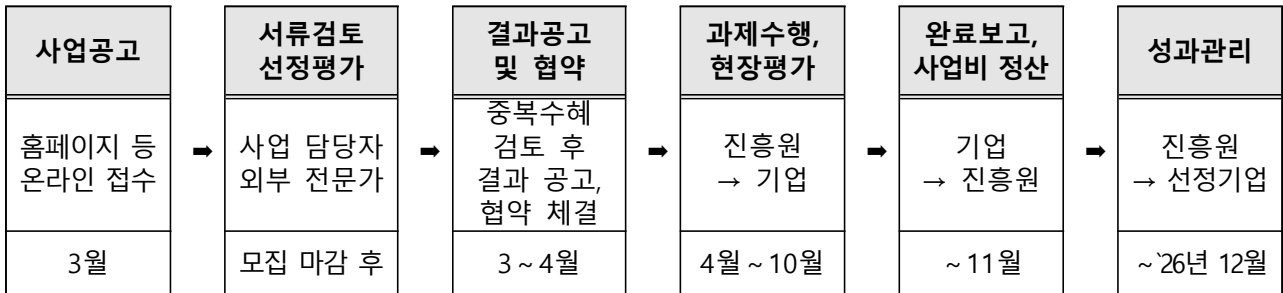 사업공고
홈페이지 등
온라인 접수
3월
➡
서류검토
선정평가
사업 담당자
외부 전문가
모집 마감 후
➡
결과공고
및 협약
중복수혜
검토 후
결과 공고,
협약 체결
3~4월
➡
과제수행,
현장평가
진흥원
→ 기업
4월~10월
➡
완료보고,
사업비 정산
기업
→ 진흥원
~11월
➡
성과관리
진흥원
→ 선정기업
~`26년 12월